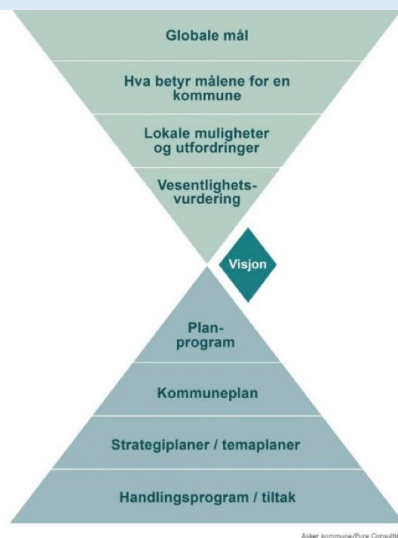 Globale mål
Hva betyr målene for en
kommune
Lokale muligheter
og utfordringer
Vesentlighets-
vurdering
Visjon
Plan-
program
Kommuneplan
Strategiplaner / temaplaner
Handlingsprogram / tiltak
Asker kommune/Pure Consulting